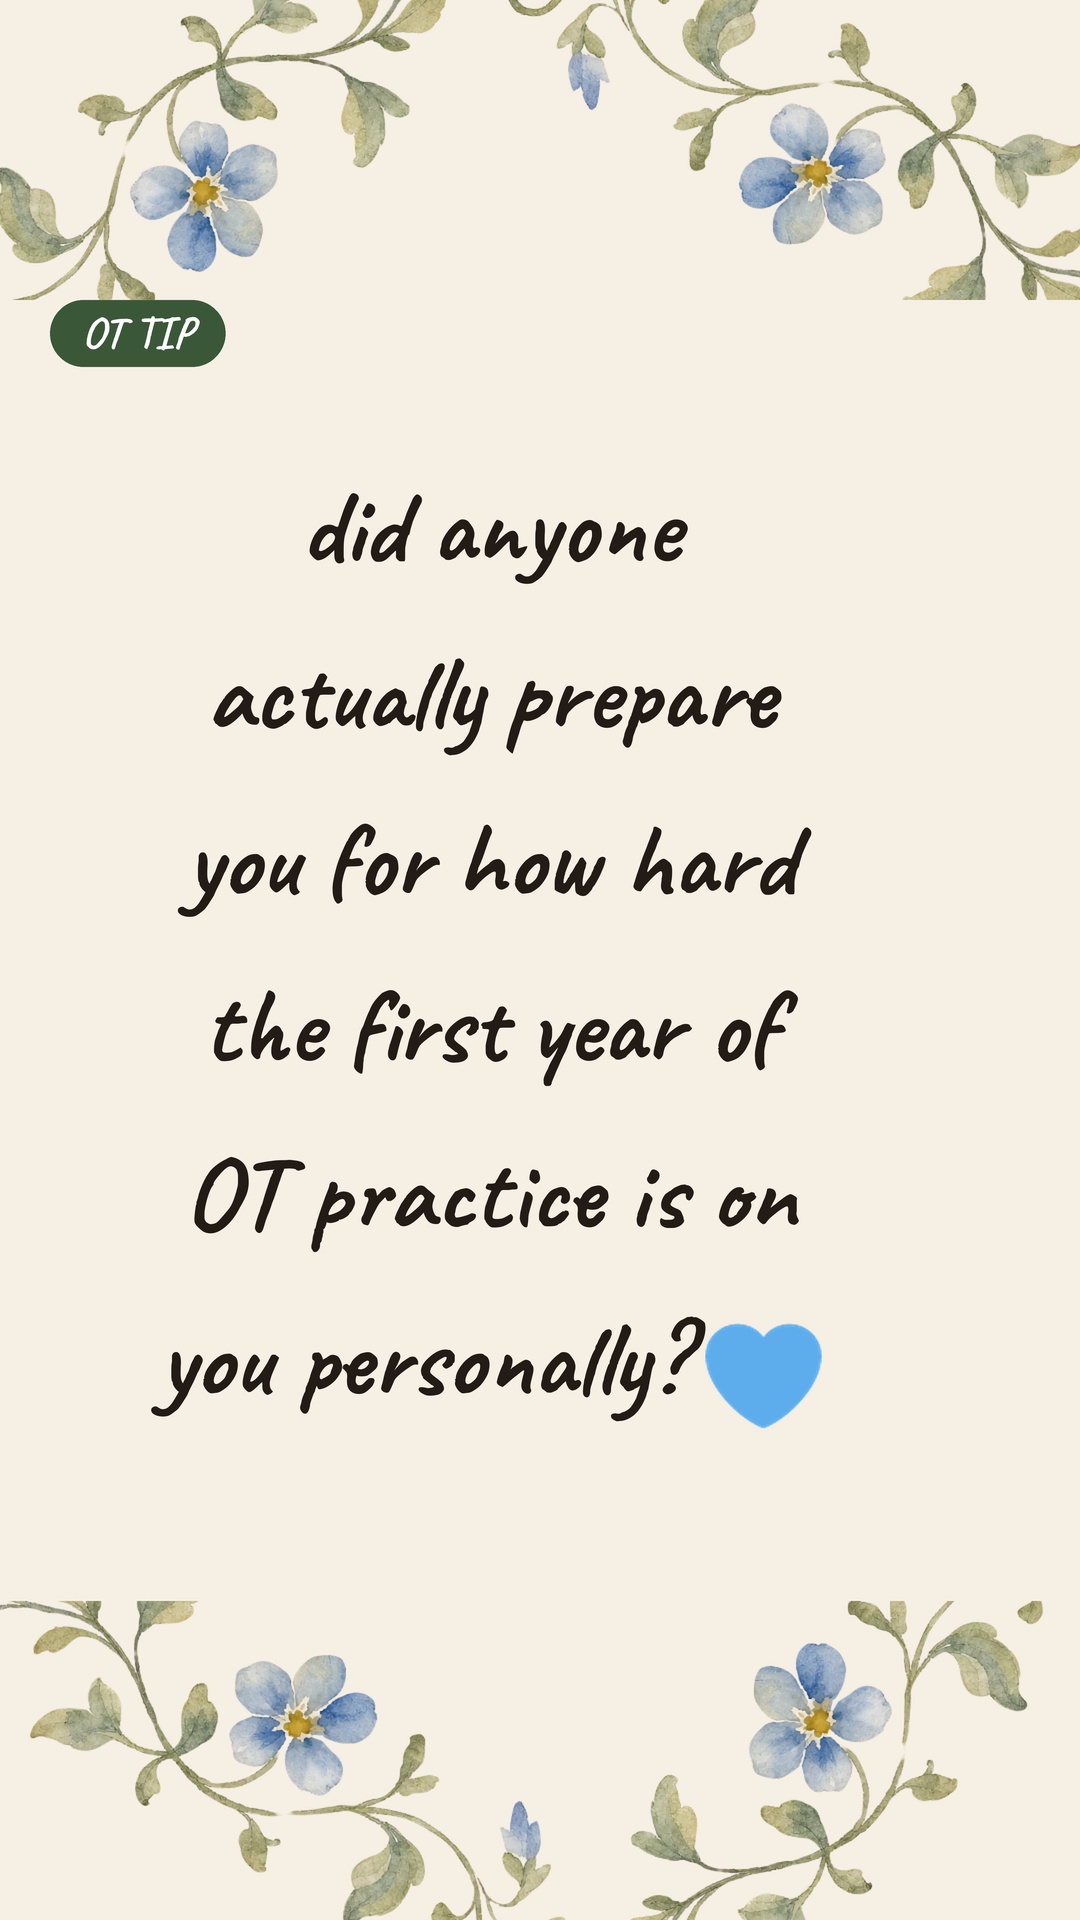 OT TIP
did anyone
actually prepare
you for how hard
the first year of
OT practice is on
you personally?💙